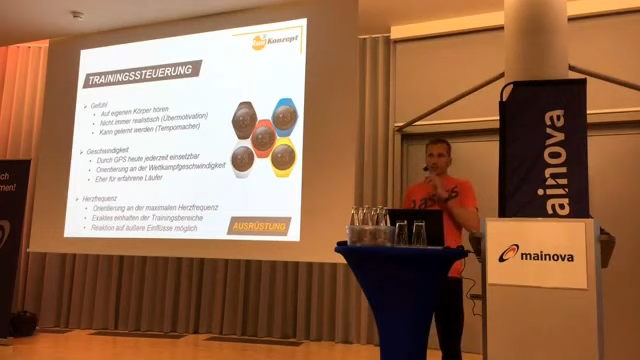 Konzept
TRAININGSSTEUERUNG
Gefühl
Auf eigenen Körper hören
Nicht immer realistisch (Übermotivation)
Kann gelernt werden (Tempomacher)
Geschwindigkeit
Durch GPS heute jederzeit einsetzbar
Orientierung an der Wettkampfgeschwindigkeit
Eher für erfahrene Läufer
Herzfrequenz
Orientierung an der maximalen Herzfrequenz
Exaktes einhalten der Trainingsbereiche
Reaktion auf äußere Einflüsse möglich
AUSRÜSTUNG
ainova
mainova